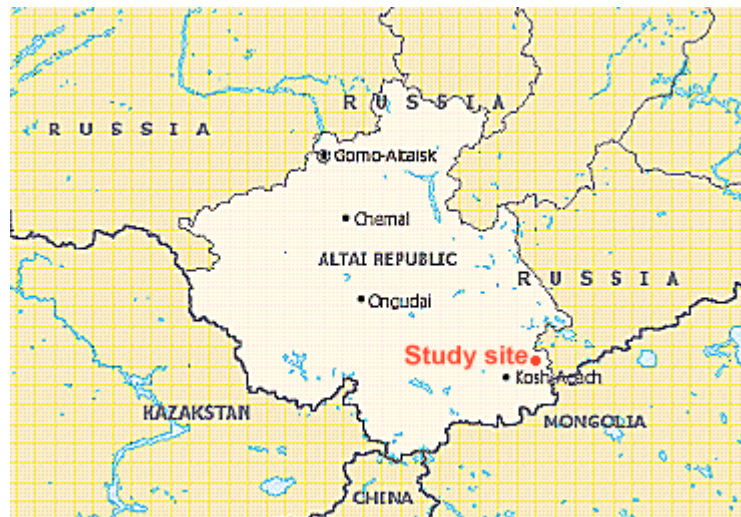 RUSSIA
RUSSIA
Gorno-Altaisk
Chemal
ALTAI REPUBLIC
RUSSIA
Ongudai
Study site
Kosh-Agach
KAZAKSTAN
MONGOLIA
CHINA